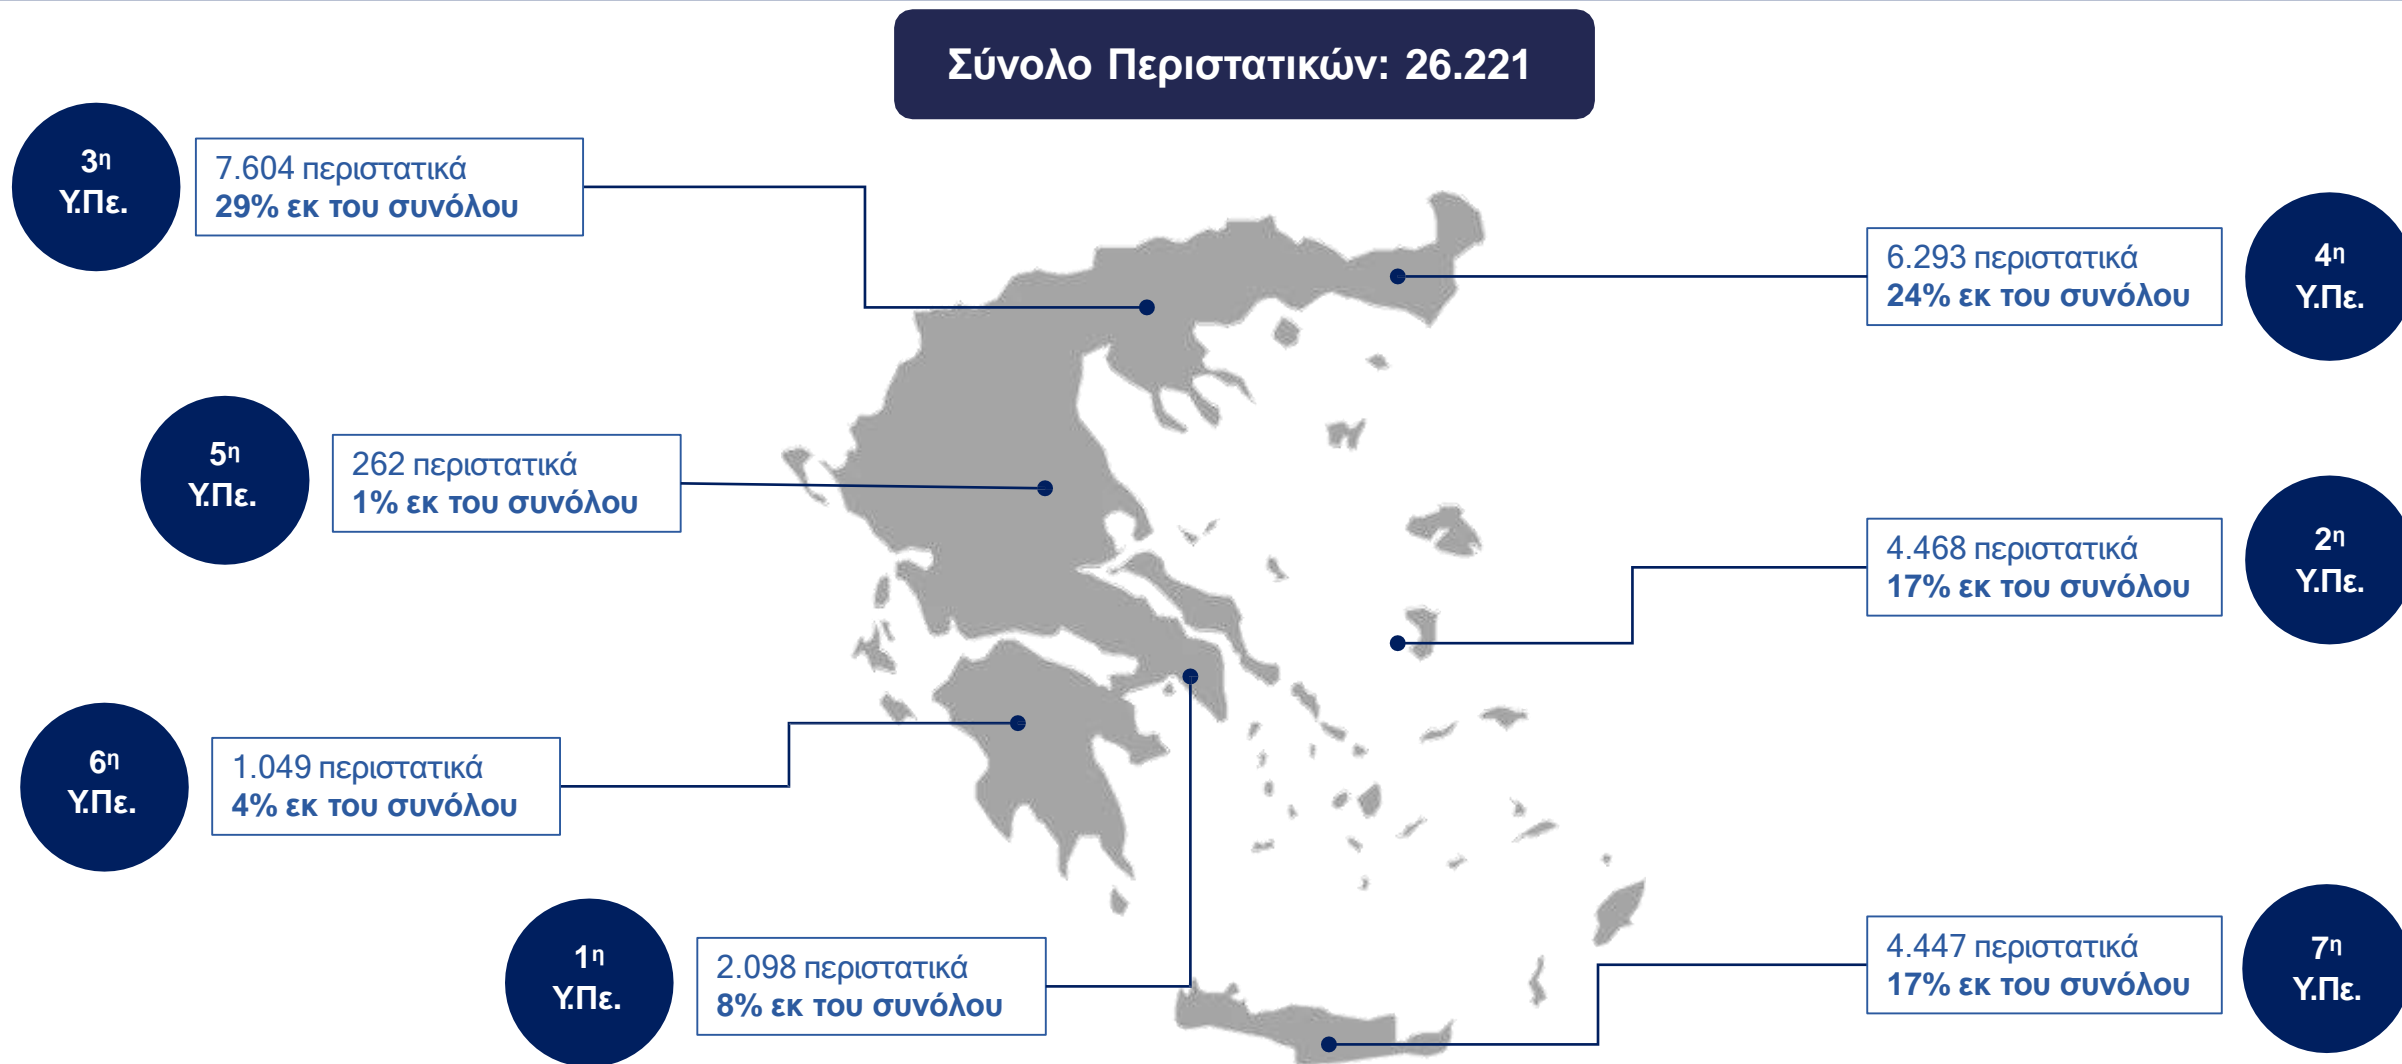 Σύνολο Περιστατικών: 26.221
3η
Υ.Πε.
7.604 περιστατικά
29% εκ του συνόλου
4η
Υ.Πε.
6.293 περιστατικά
24% εκ του συνόλου
5η
Υ.Πε.
262 περιστατικά
1% εκ του συνόλου
2η
Υ.Πε.
4.468 περιστατικά
17% εκ του συνόλου
6η
Υ.Πε.
1.049 περιστατικά
4% εκ του συνόλου
1η
Υ.Πε.
2.098 περιστατικά
8% εκ του συνόλου
7η
Υ.Πε.
4.447 περιστατικά
17% εκ του συνόλου